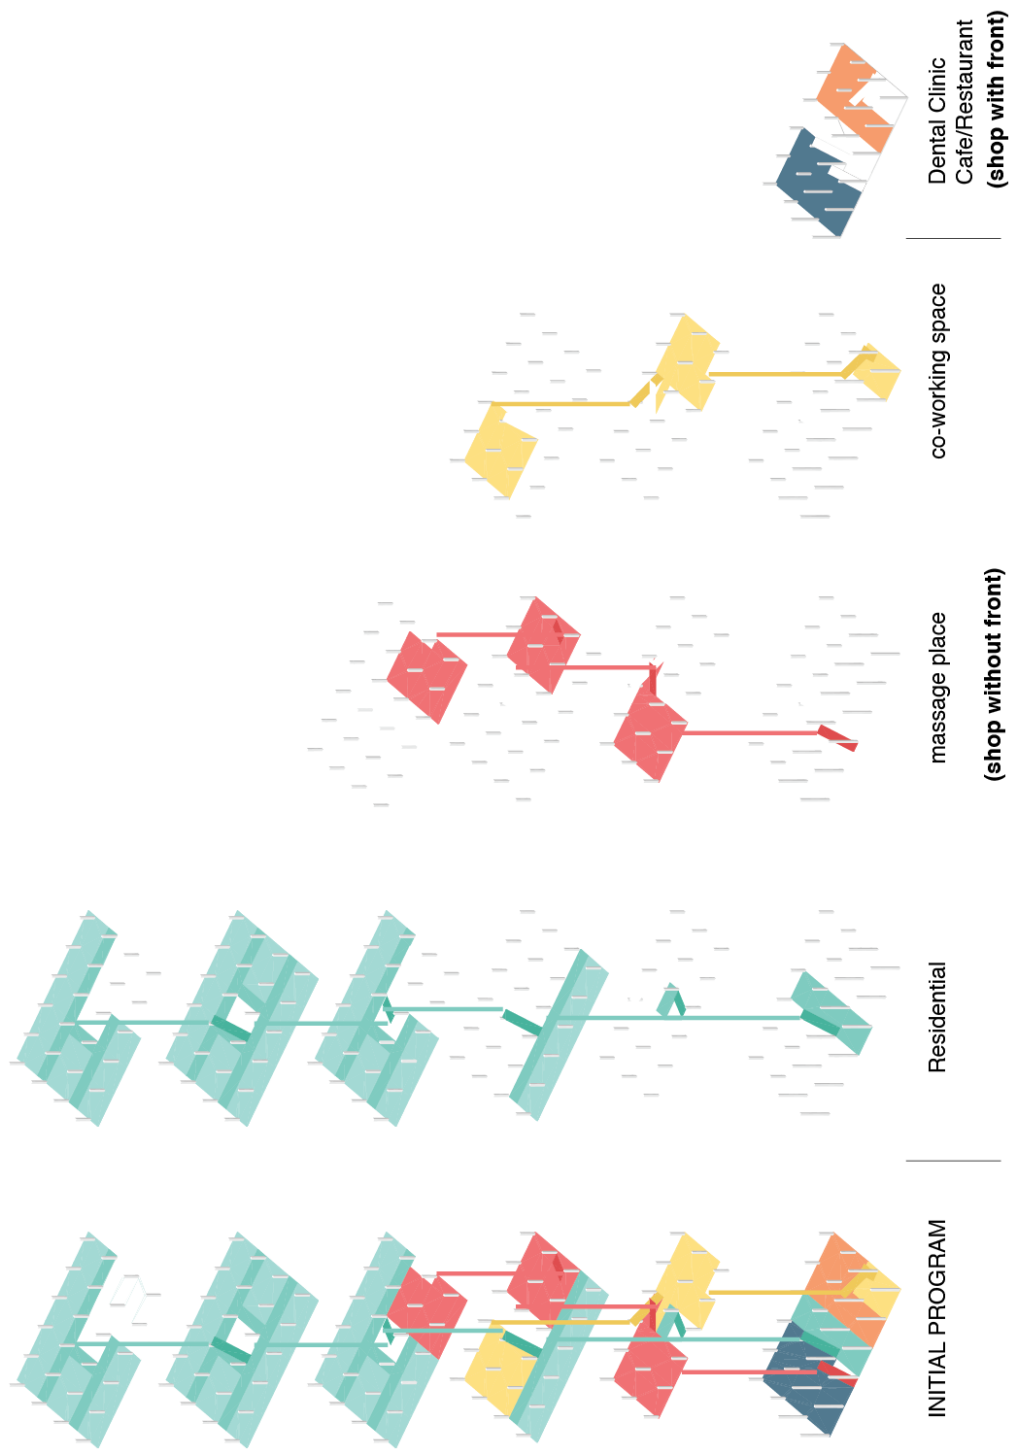 INITIAL PROGRAM
Residential
massage place
(shop without front)
co-working space
Dental Clinic
Cafe/Restaurant
(shop with front)